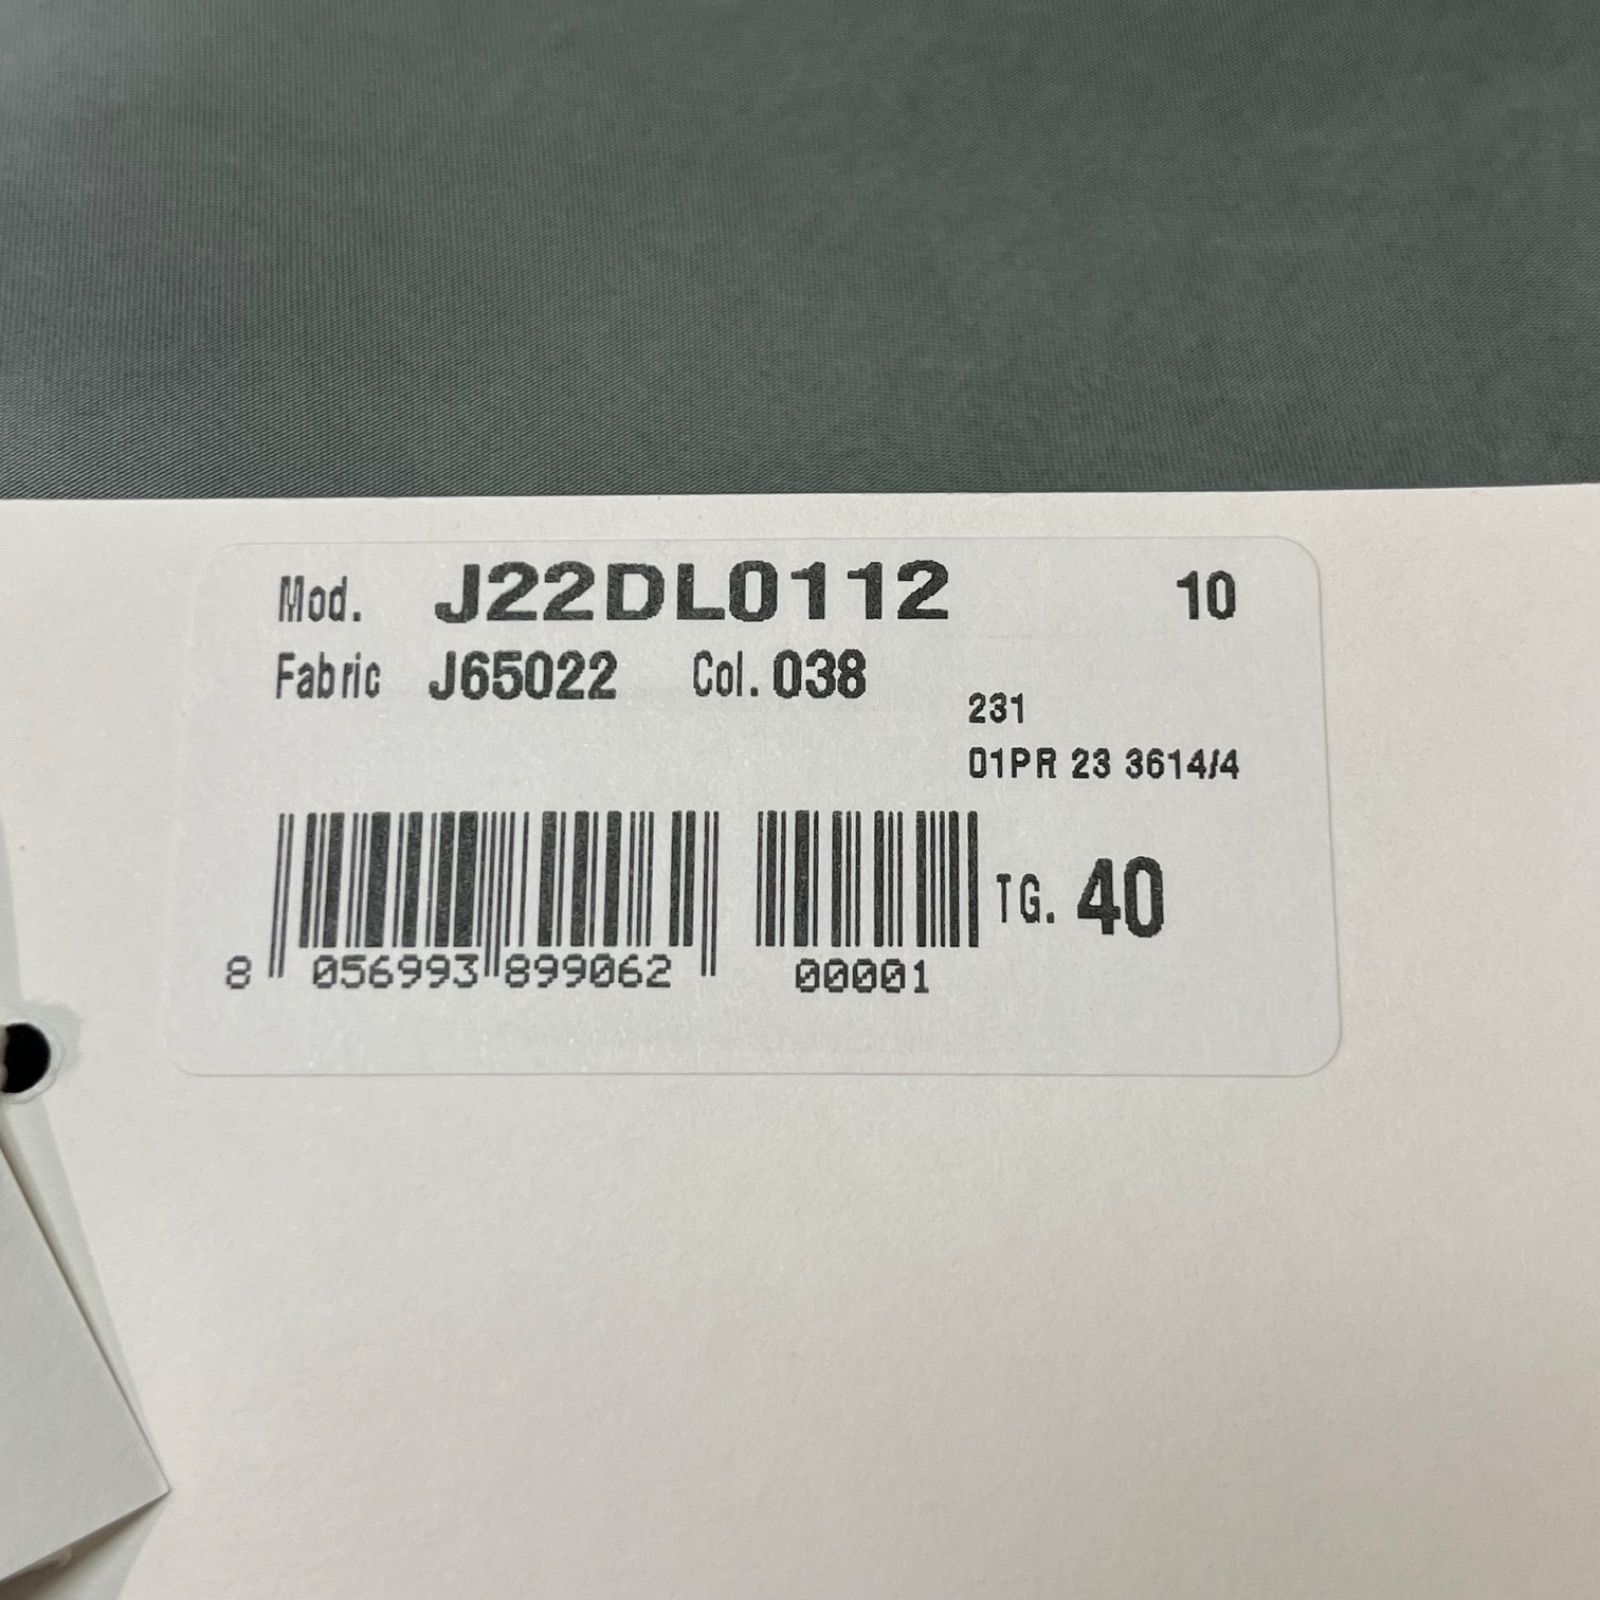 Mod. J22DL0112 10
Fabric J65022 Col. 038
231
01PR 23 3614/4
TG. 40
8 056993 899062 00001